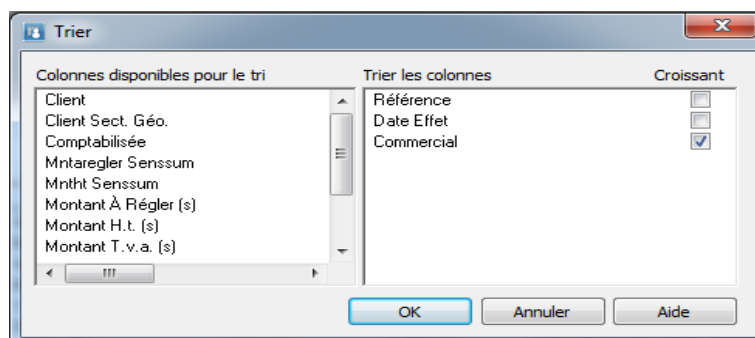 Trier
Colonnes disponibles pour le tri
Trier les colonnes
Croissant
Client
Client Sect. Géo.
Comptabilisée
Mntaregler Senssum
Mntht Senssum
Montant À Régler (s)
Montant H.t. (s)
Montant T.v.a. (s)
Référence
Date Effet
Commercial
OK
Annuler
Aide